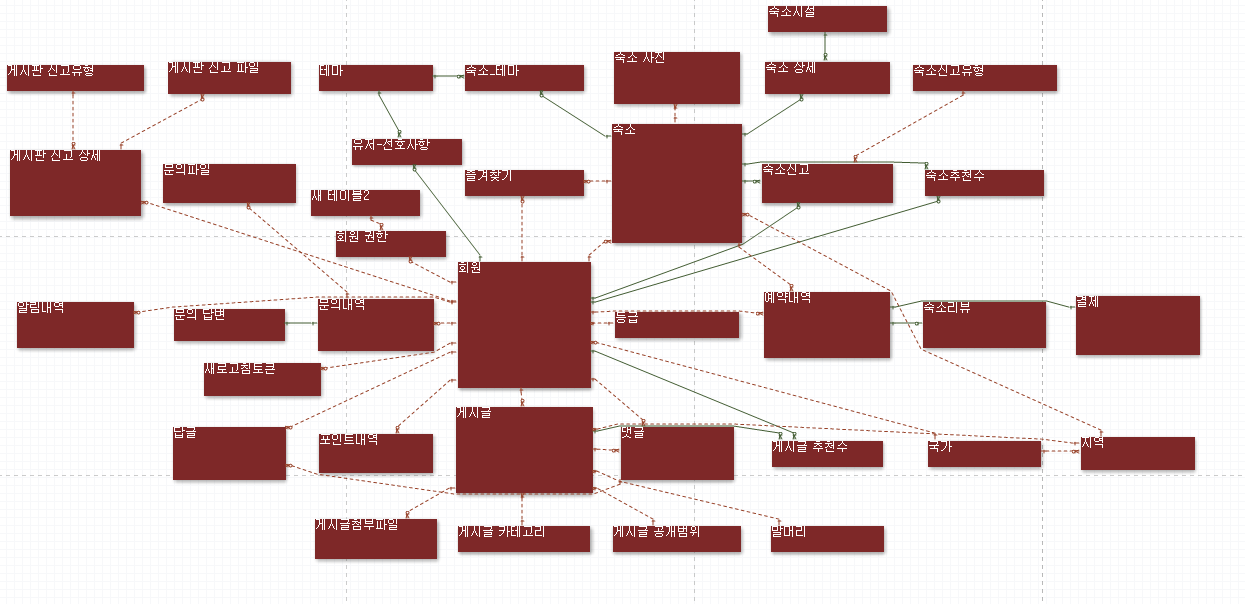 숙소시설
숙소 사진
게시판 신고유형
게시판 신고 파일
테마
숙소_테마
숙소 상세
숙소신고유형
숙소
유저-선호사항
게시판 신고 상세
문의파일
즐겨찾기
숙소신고
숙소추천수
새 테이블2
회원 권한
회원
알림내역
문의 답변
문의내역
등급
예약내역
숙소리뷰
결제
새로고침토큰
게시글
답글
포인트내역
댓글
게시글 추천수
국가
지역
게시글첨부파일
게시글 카테고리
게시글 공개범위
말머리